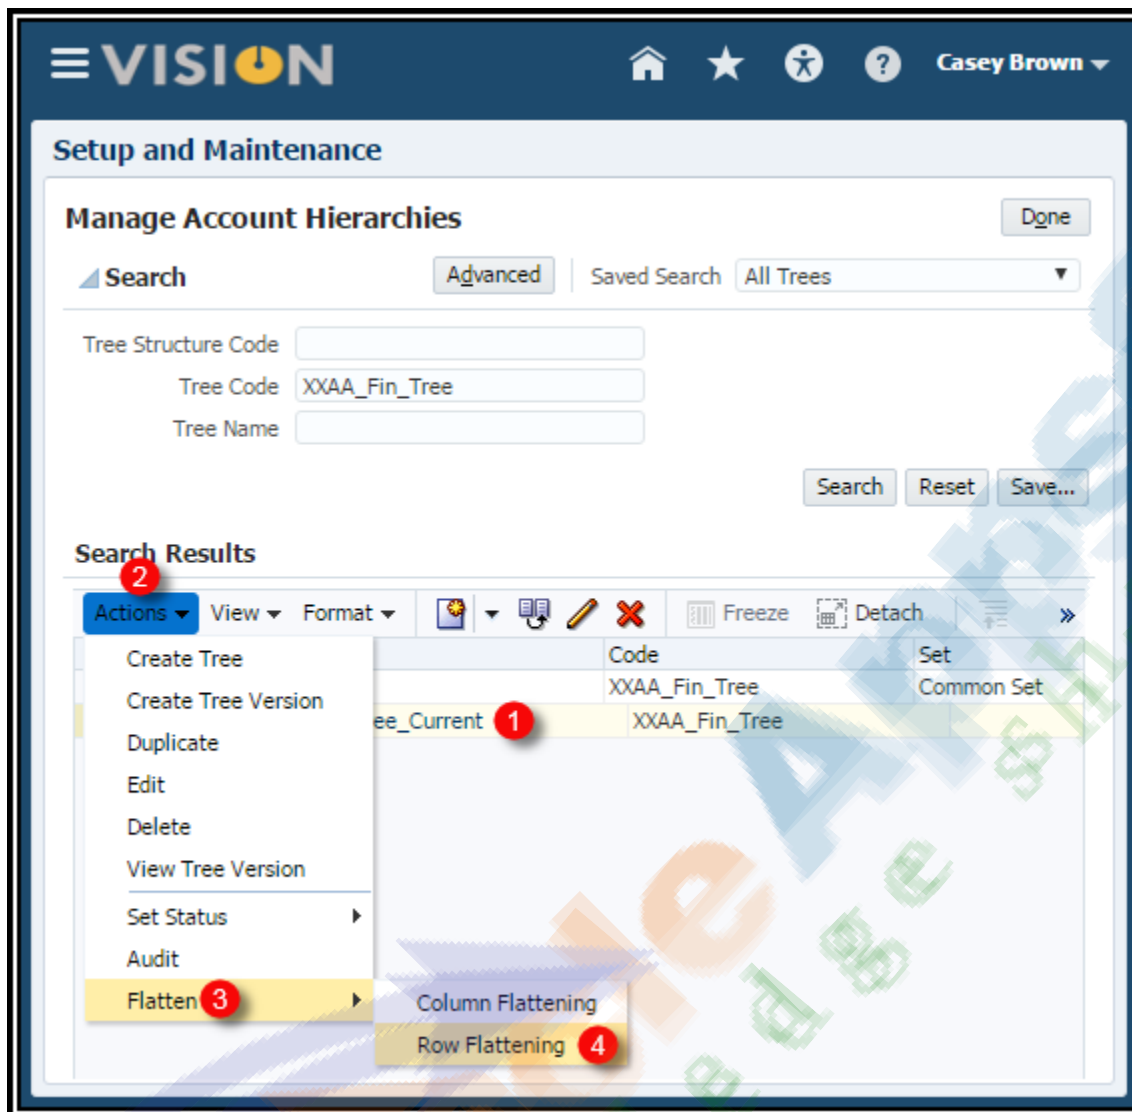 VISION
Casey Brown
Setup and Maintenance
Manage Account Hierarchies
Done
Search
Advanced
Saved Search All Trees
Tree Structure Code
Tree Code XXAA_Fin_Tree
Tree Name
Search Reset Save...
Search Results
2
Actions View Format Freeze Detach »
Code Set
Create Tree
XXAA_Fin_Tree Common Set
Create Tree Version
ee_Current 1 XXAA_Fin_Tree
Duplicate
Edit
Delete
View Tree Version
Set Status
Audit
Flatten 3
Column Flattening
Row Flattening 4